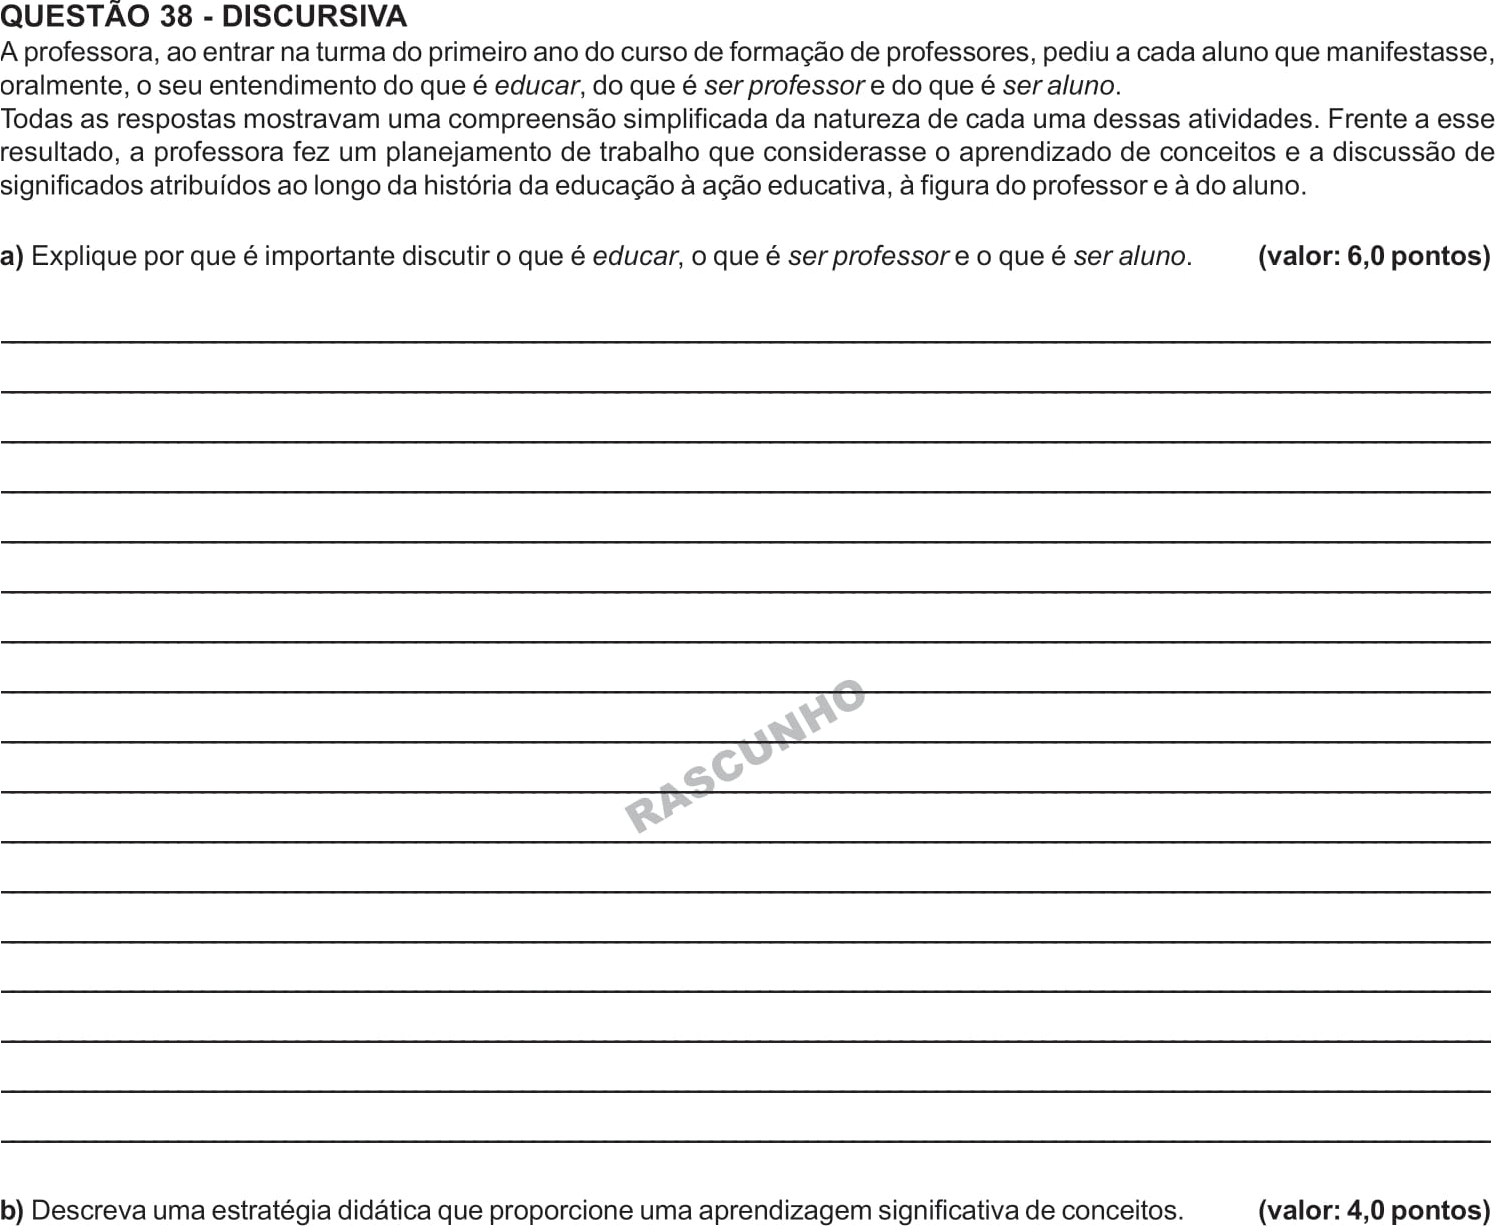 QUESTÃO 38 - DISCURSIVA
A professora, ao entrar na turma do primeiro ano do curso de formação de professores, pediu a cada aluno que manifestasse,
oralmente, o seu entendimento do que é educar, do que é ser professor e do que é ser aluno.
Todas as respostas mostravam uma compreensão simplificada da natureza de cada uma dessas atividades. Frente a esse
resultado, a professora fez um planejamento de trabalho que considerasse o aprendizado de conceitos e a discussão de
significados atribuídos ao longo da história da educação à ação educativa, à figura do professor e à do aluno.
a) Explique por que é importante discutir o que é educar, o que é ser professor e o que é ser aluno. (valor: 6,0 pontos)
RASCUNHO
b) Descreva uma estratégia didática que proporcione uma aprendizagem significativa de conceitos. (valor: 4,0 pontos)